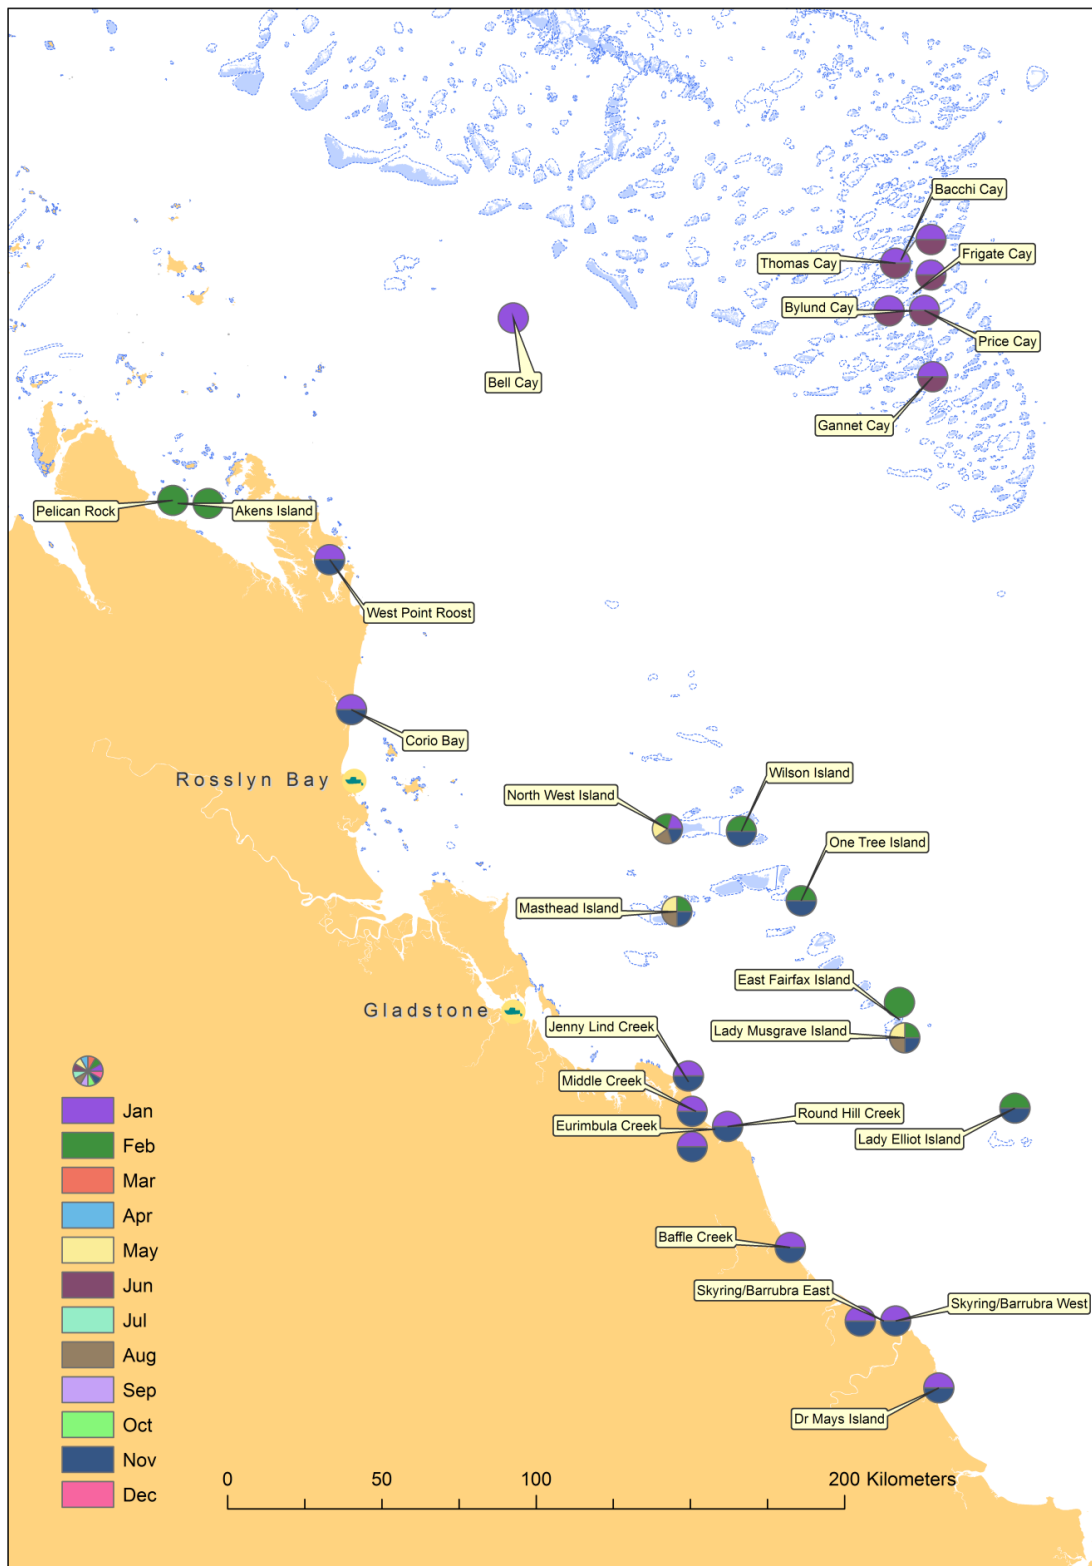 Bacchi Cay
Frigate Cay
Thomas Cay
Bylund Cay
Price Cay
Bell Cay
Gannet Cay
Pelican Rock
Akens Island
West Point Roost
Corio Bay
Rosslyn Bay
Wilson Island
North West Island
One Tree Island
Masthead Island
East Fairfax Island
Gladstone
Jenny Lind Creek
Lady Musgrave Island
Middle Creek
Round Hill Creek
Eurimbula Creek
Lady Elliot Island
Baffle Creek
Skyring/Barrubra East
Skyring/Barrubra West
Dr Mays Island
Jan
Feb
Mar
Apr
May
Jun
Jul
Aug
Sep
Oct
Nov
Dec
0 50 100 200 Kilometers